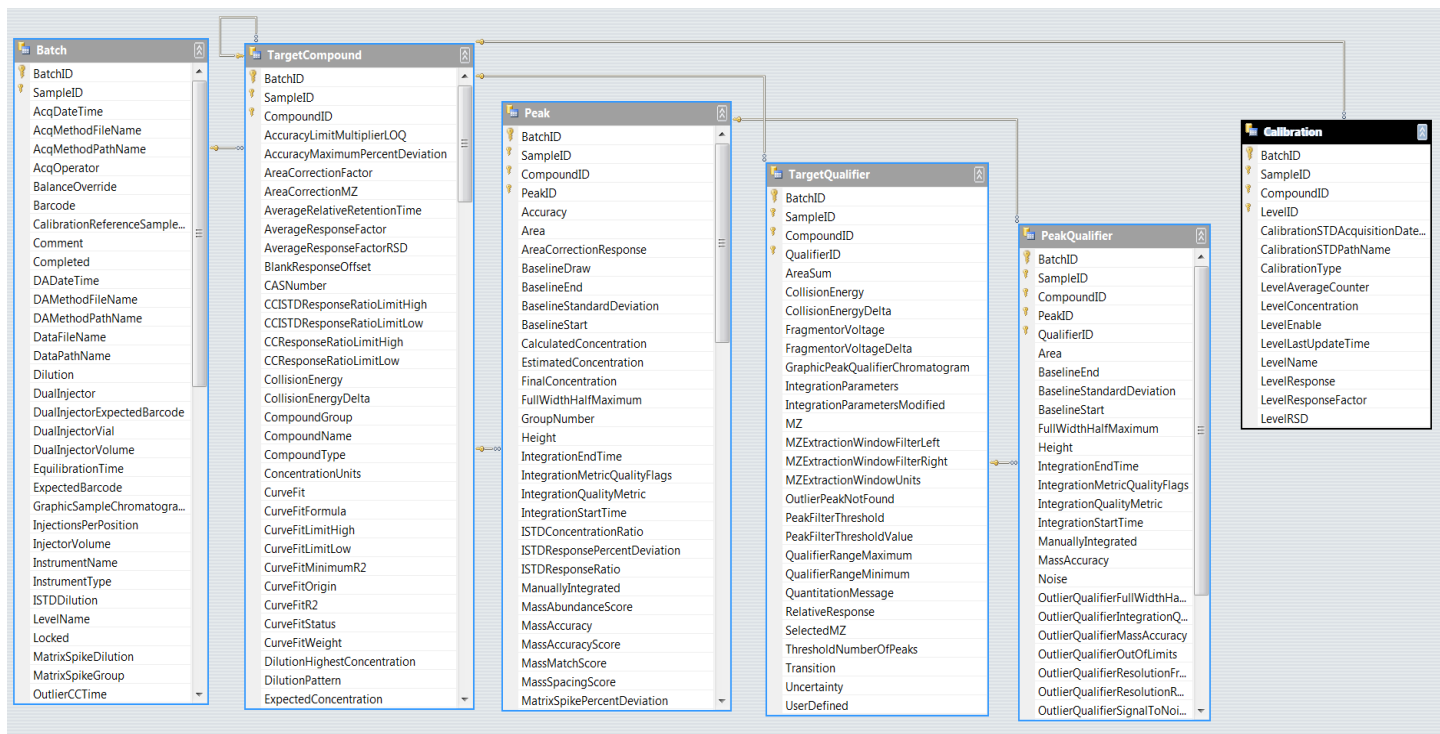 Batch
BatchID
SampleID
AcqDateTime
AcqMethodFileName
AcqMethodPathName
AcqOperator
BalanceOverride
Barcode
CalibrationReferenceSample...
Comment
Completed
DADateTime
DAMethodFileName
DAMethodPathName
DataFileName
DataPathName
Dilution
DualInjector
DualInjectorExpectedBarcode
DualInjectorVial
DualInjectorVolume
EquilibrationTime
ExpectedBarcode
GraphicSampleChromatogra...
InjectionsPerPosition
InjectorVolume
InstrumentName
InstrumentType
ISTDDilution
LevelName
Locked
MatrixSpikeDilution
MatrixSpikeGroup
OutlierCCTime
TargetCompound
BatchID
SampleID
CompoundID
AccuracyLimitMultiplierLOQ
AccuracyMaximumPercentDeviation
AreaCorrectionFactor
AreaCorrectionMZ
AverageRelativeRetentionTime
AverageResponseFactor
AverageResponseFactorRSD
BlankResponseOffset
CASNumber
CCISTDResponseRatioLimitHigh
CCISTDResponseRatioLimitLow
CCResponseRatioLimitHigh
CCResponseRatioLimitLow
CollisionEnergy
CollisionEnergyDelta
CompoundGroup
CompoundName
CompoundType
ConcentrationUnits
CurveFit
CurveFitFormula
CurveFitLimitHigh
CurveFitLimitLow
CurveFitMinimumR2
CurveFitOrigin
CurveFitR2
CurveFitStatus
CurveFitWeight
DilutionHighestConcentration
DilutionPattern
ExpectedConcentration
Peak
BatchID
SampleID
CompoundID
PeakID
Accuracy
Area
AreaCorrectionResponse
BaselineDraw
BaselineEnd
BaselineStandardDeviation
BaselineStart
CalculatedConcentration
EstimatedConcentration
FinalConcentration
FullWidthHalfMaximum
GroupNumber
Height
IntegrationEndTime
IntegrationMetricQualityFlags
IntegrationQualityMetric
IntegrationStartTime
ISTDConcentrationRatio
ISTDResponsePercentDeviation
ISTDResponseRatio
ManuallyIntegrated
MassAbundanceScore
MassAccuracy
MassAccuracyScore
MassMatchScore
MassSpacingScore
MatrixSpikePercentDeviation
TargetQualifier
BatchID
SampleID
CompoundID
QualifierID
AreaSum
CollisionEnergy
CollisionEnergyDelta
FragmentorVoltage
FragmentorVoltageDelta
GraphicPeakQualifierChromatogram
IntegrationParameters
IntegrationParametersModified
MZ
MZExtractionWindowFilterLeft
MZExtractionWindowFilterRight
MZExtractionWindowUnits
OutlierPeakNotFound
PeakFilterThreshold
PeakFilterThresholdValue
QualifierRangeMaximum
QualifierRangeMinimum
QuantitationMessage
RelativeResponse
SelectedMZ
ThresholdNumberOfPeaks
Transition
Uncertainty
UserDefined
PeakQualifier
BatchID
SampleID
CompoundID
PeakID
QualifierID
Area
BaselineEnd
BaselineStandardDeviation
BaselineStart
FullWidthHalfMaximum
Height
IntegrationEndTime
IntegrationMetricQualityFlags
IntegrationQualityMetric
IntegrationStartTime
ManuallyIntegrated
MassAccuracy
Noise
OutlierQualifierFullWidthHa...
OutlierQualifierIntegrationQ...
OutlierQualifierMassAccuracy
OutlierQualifierOutOfLimits
OutlierQualifierResolutionFr...
OutlierQualifierResolutionR...
OutlierQualifierSignalToNoi...
Calibration
BatchID
SampleID
CompoundID
LevelID
CalibrationSTDAcquisitionDate...
CalibrationSTDPathName
CalibrationType
LevelAverageCounter
LevelConcentration
LevelEnable
LevelLastUpdateTime
LevelName
LevelResponse
LevelResponseFactor
LevelRSD